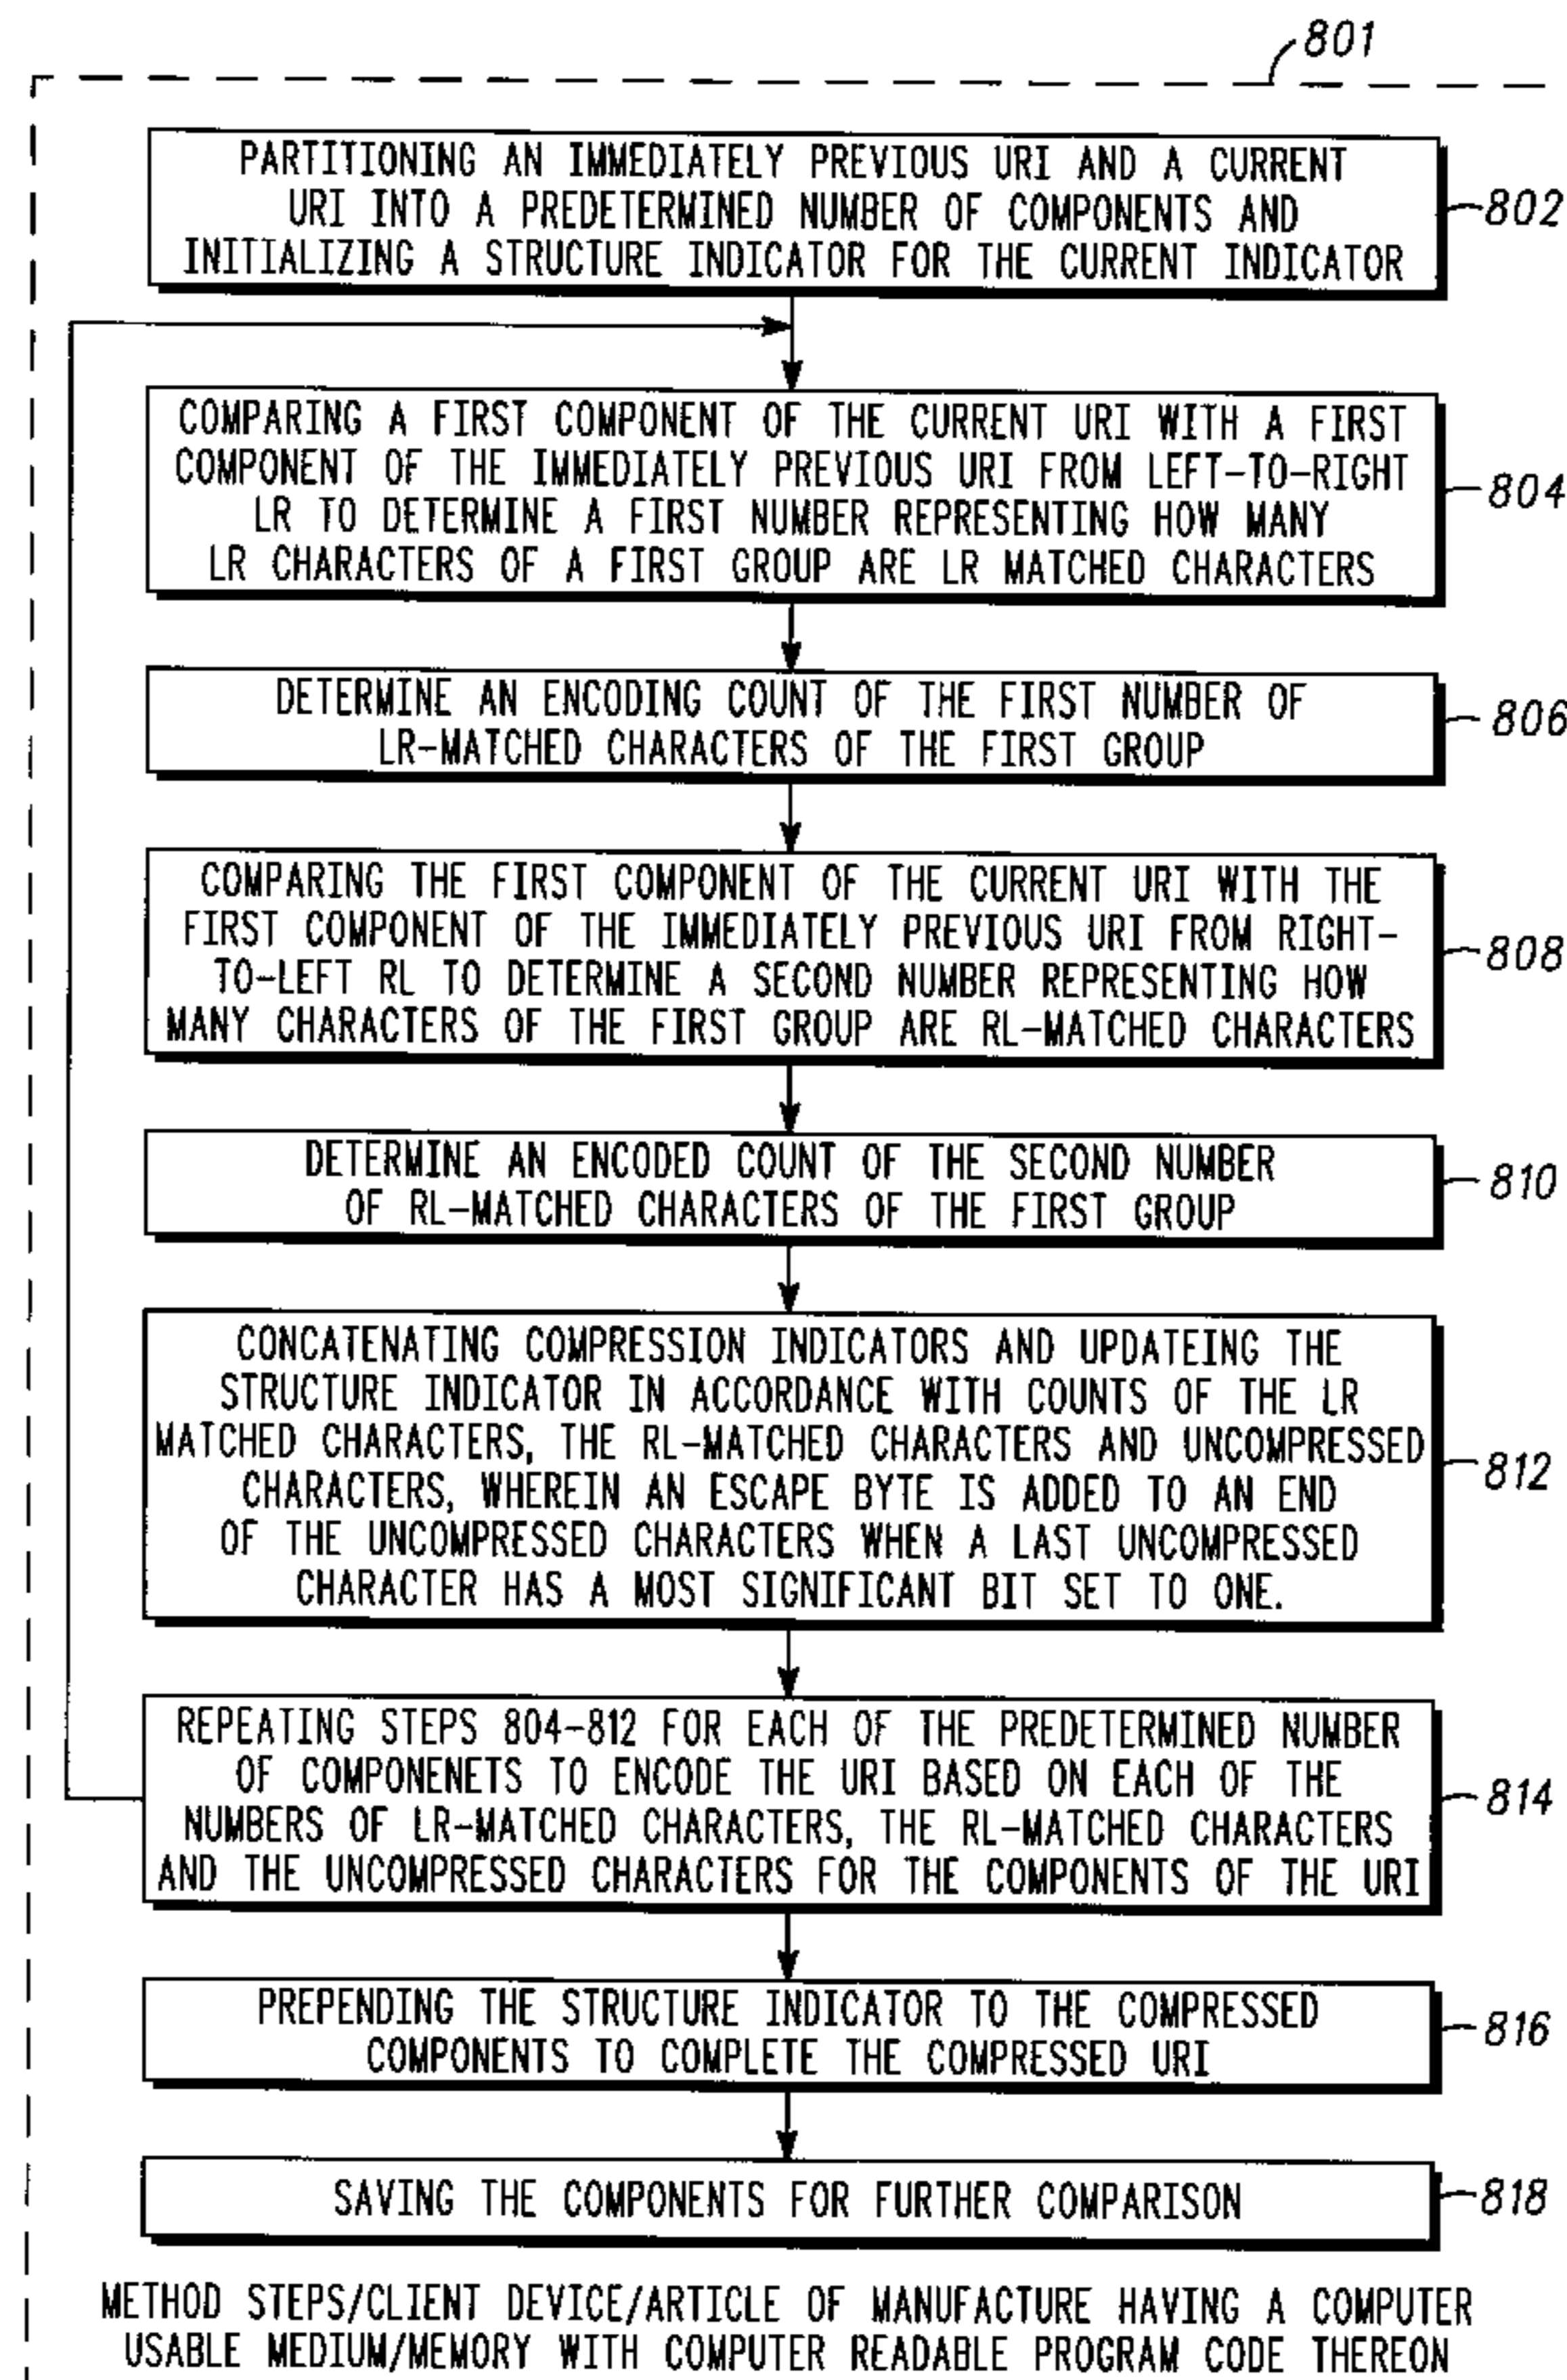 801
PARTITIONING AN IMMEDIATELY PREVIOUS URI AND A CURRENT
URI INTO A PREDETERMINED NUMBER OF COMPONENTS AND
INITIALIZING A STRUCTURE INDICATOR FOR THE CURRENT INDICATOR
802
COMPARING A FIRST COMPONENT OF THE CURRENT URI WITH A FIRST
COMPONENT OF THE IMMEDIATELY PREVIOUS URI FROM LEFT-TO-RIGHT
LR TO DETERMINE A FIRST NUMBER REPRESENTING HOW MANY
LR CHARACTERS OF A FIRST GROUP ARE LR MATCHED CHARACTERS
804
DETERMINE AN ENCODING COUNT OF THE FIRST NUMBER OF
LR-MATCHED CHARACTERS OF THE FIRST GROUP
806
COMPARING THE FIRST COMPONENT OF THE CURRENT URI WITH THE
FIRST COMPONENT OF THE IMMEDIATELY PREVIOUS URI FROM RIGHT-
TO-LEFT RL TO DETERMINE A SECOND NUMBER REPRESENTING HOW
MANY CHARACTERS OF THE FIRST GROUP ARE RL-MATCHED CHARACTERS
808
DETERMINE AN ENCODED COUNT OF THE SECOND NUMBER
OF RL-MATCHED CHARACTERS OF THE FIRST GROUP
810
CONCATENATING COMPRESSION INDICATORS AND UPDATEING THE
STRUCTURE INDICATOR IN ACCORDANCE WITH COUNTS OF THE LR
MATCHED CHARACTERS, THE RL-MATCHED CHARACTERS AND UNCOMPRESSED
CHARACTERS, WHEREIN AN ESCAPE BYTE IS ADDED TO AN END
OF THE UNCOMPRESSED CHARACTERS WHEN A LAST UNCOMPRESSED
CHARACTER HAS A MOST SIGNIFICANT BIT SET TO ONE.
812
REPEATING STEPS 804-812 FOR EACH OF THE PREDETERMINED NUMBER
OF COMPONENETS TO ENCODE THE URI BASED ON EACH OF THE
NUMBERS OF LR-MATCHED CHARACTERS, THE RL-MATCHED CHARACTERS
AND THE UNCOMPRESSED CHARACTERS FOR THE COMPONENTS OF THE URI
814
PREPENDING THE STRUCTURE INDICATOR TO THE COMPRESSED
COMPONENTS TO COMPLETE THE COMPRESSED URI
816
SAVING THE COMPONENTS FOR FURTHER COMPARISON
818
METHOD STEPS/CLIENT DEVICE/ARTICLE OF MANUFACTURE HAVING A COMPUTER
USABLE MEDIUM/MEMORY WITH COMPUTER READABLE PROGRAM CODE THEREON